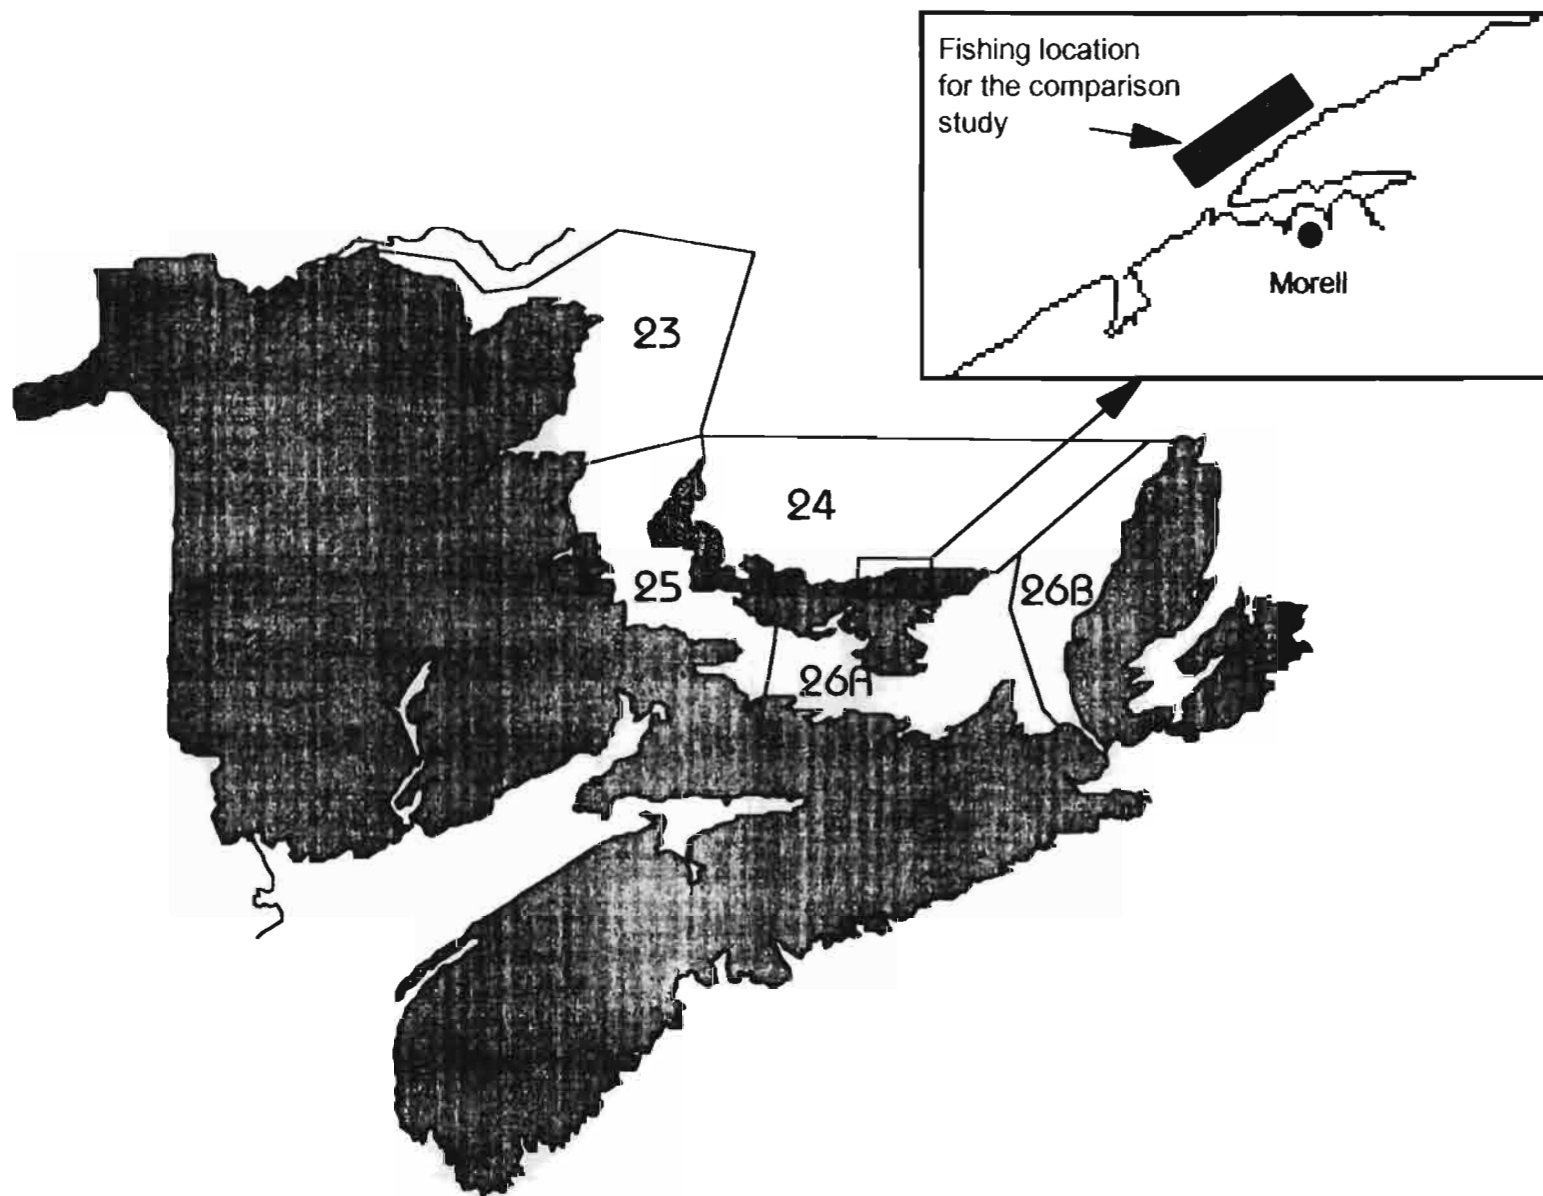 Fishing location
for the comparison
study
Morell
23
24
25
26B
26A